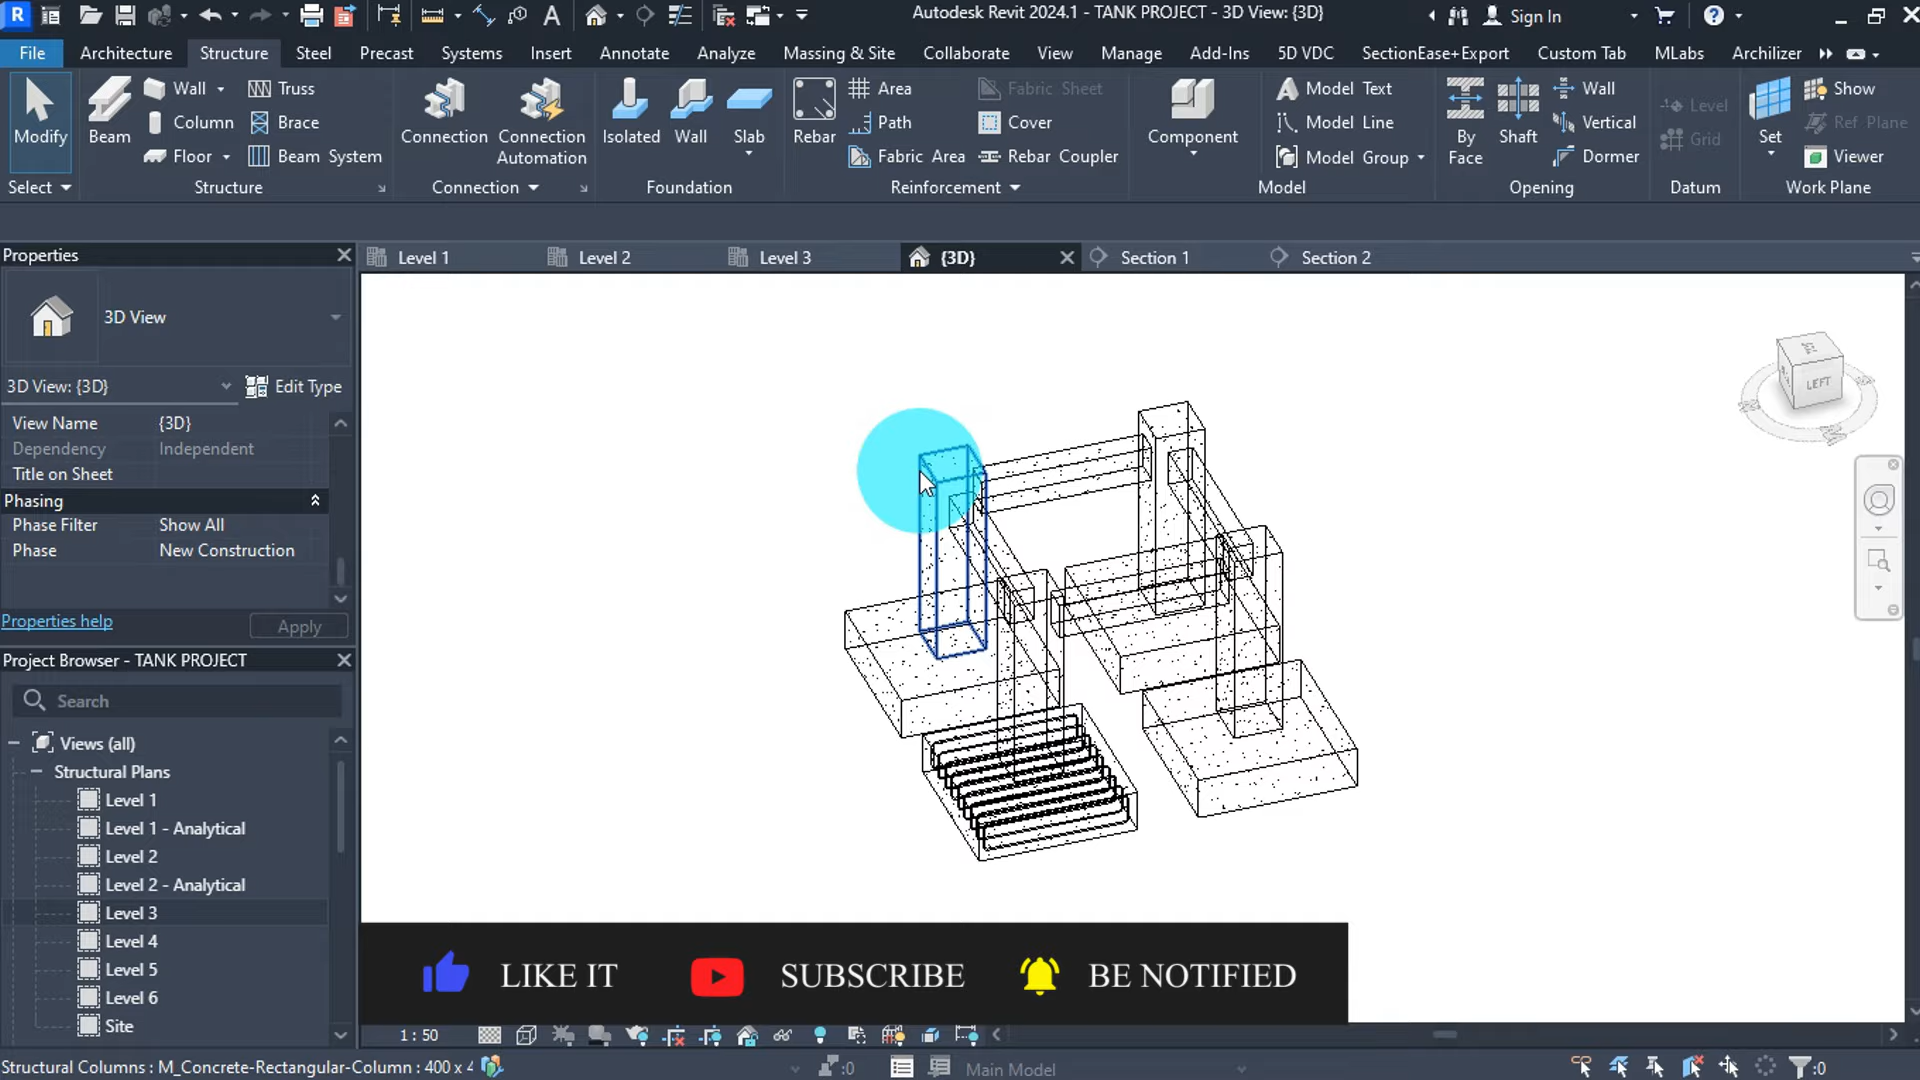 Autodesk Revit 2024.1 - TANK PROJECT - 3D View: {3D}
Sign In
File Architecture Structure Steel Precast Systems Insert Annotate Analyze Massing & Site Collaborate View Manage Add-Ins 5D VDC SectionEase+Export Custom Tab MLabs Archilizer
Modify
Select
Beam
Wall
Column
Floor
Truss
Brace
Beam System
Structure
Connection
Connection Automation
Connection
Isolated
Wall
Slab
Foundation
Rebar
Area
Path
Fabric Area
Fabric Sheet
Cover
Rebar Coupler
Reinforcement
Component
Model Text
Model Line
Model Group
Model
By Face
Shaft
Wall
Vertical
Dormer
Opening
Level
Grid
Datum
Set
Show
Ref Plane
Viewer
Work Plane
Properties
Level 1
Level 2
Level 3
{3D}
Section 1
Section 2
3D View
3D View: {3D}
Edit Type
View Name {3D}
Dependency Independent
Title on Sheet
Phasing
Phase Filter Show All
Phase New Construction
Properties help
Apply
Project Browser - TANK PROJECT
Search
Views (all)
Structural Plans
Level 1
Level 1 - Analytical
Level 2
Level 2 - Analytical
Level 3
Level 4
Level 5
Level 6
Site
LEFT
LIKE IT
SUBSCRIBE
BE NOTIFIED
1 : 50
Structural Columns : M_Concrete-Rectangular-Column : 400 x 4
:0
Main Model
:0